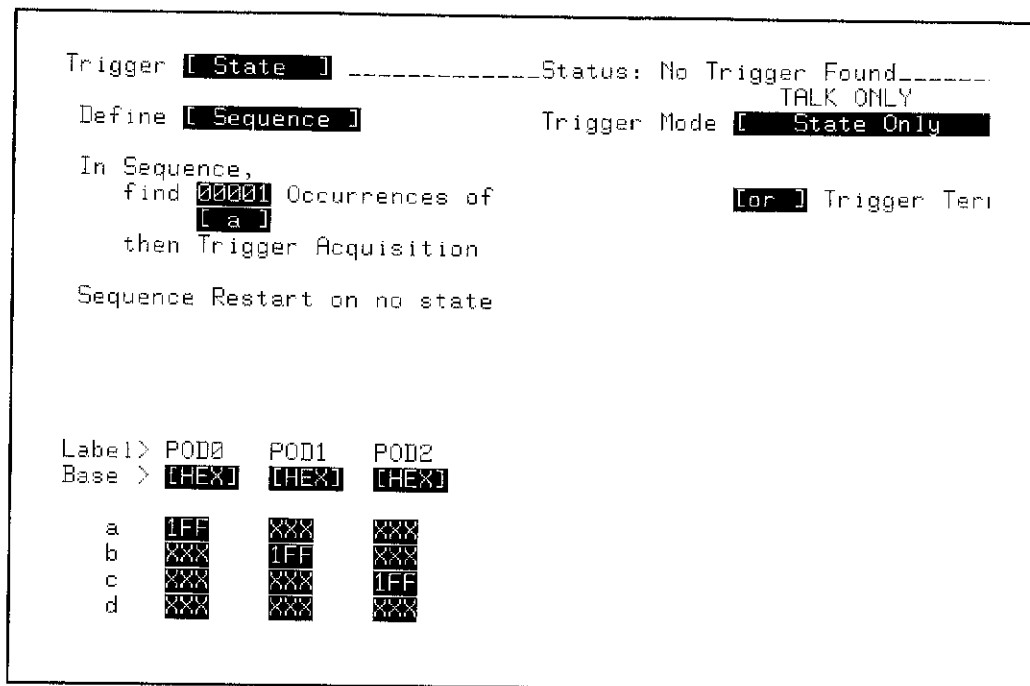 Trigger [ State ] _____________Status: No Trigger Found______
TALK ONLY
Define [ Sequence ] Trigger Mode [ State Only
In Sequence,
find 00001 Occurrences of [or ] Trigger
[ a ]
then Trigger Acquisition
Sequence Restart on no state
Label> POD0 POD1 POD2
Base > [HEX] [HEX] [HEX]
a 1FF XXX XXX
b XXX 1FF XXX
c XXX XXX 1FF
d XXX XXX XXX